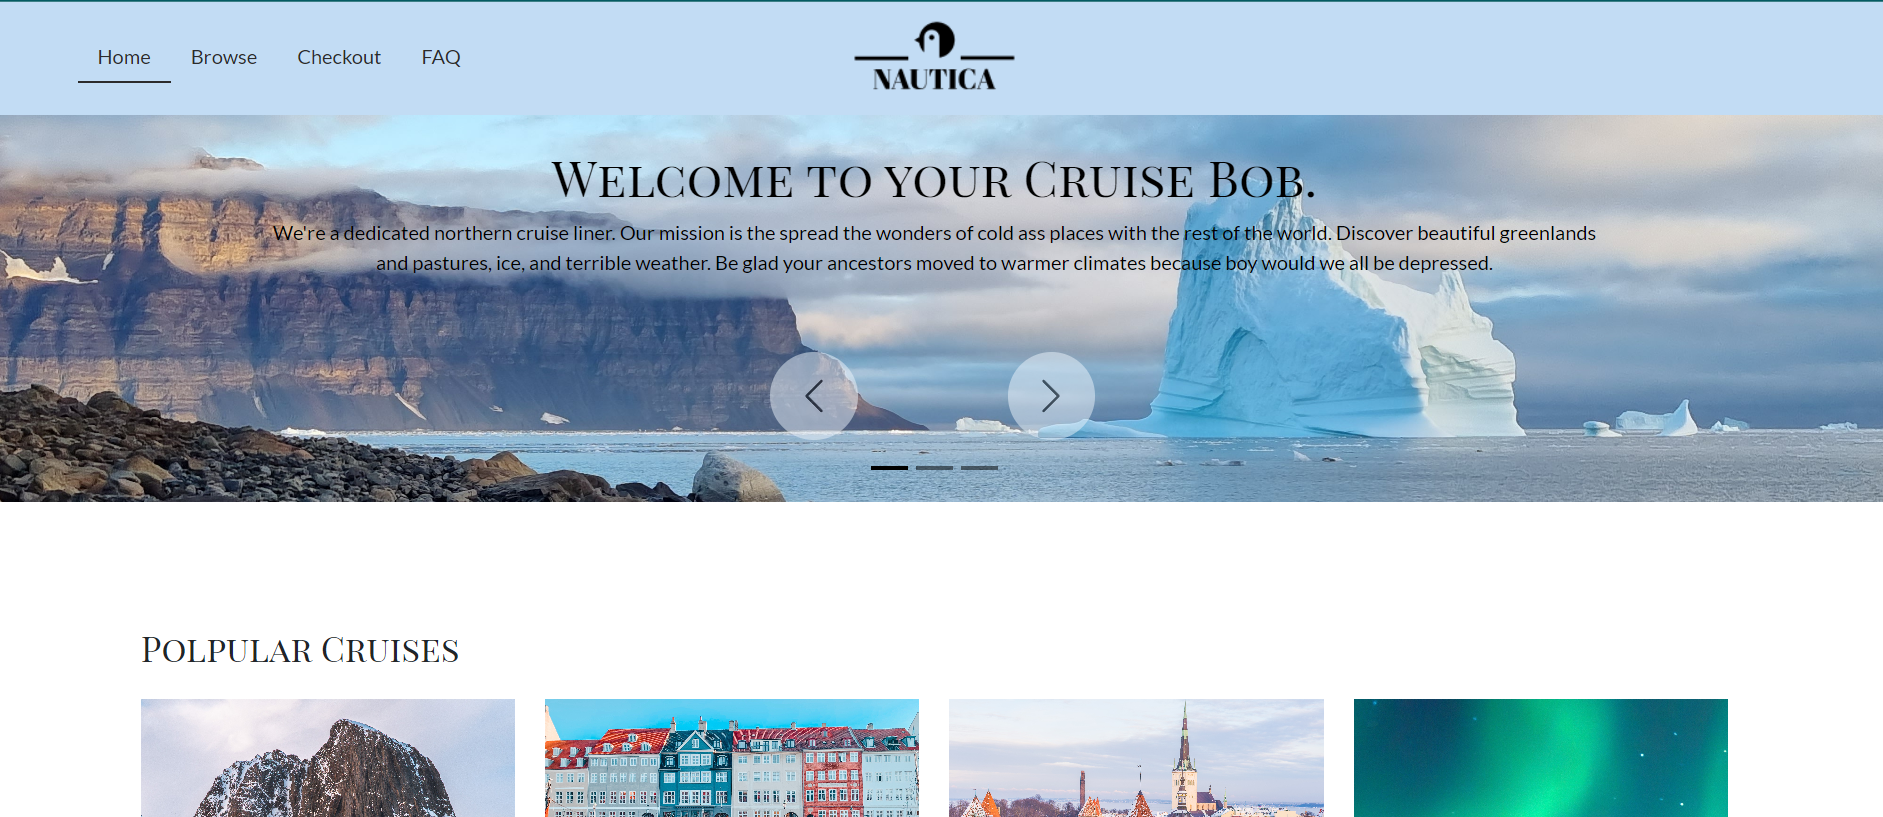 Home Browse Checkout FAQ
NAUTICA
Welcome to your Cruise Bob.
We're a dedicated northern cruise liner. Our mission is the spread the wonders of cold ass places with the rest of the world. Discover beautiful greenlands
and pastures, ice, and terrible weather. Be glad your ancestors moved to warmer climates because boy would we all be depressed.
Polpular Cruises